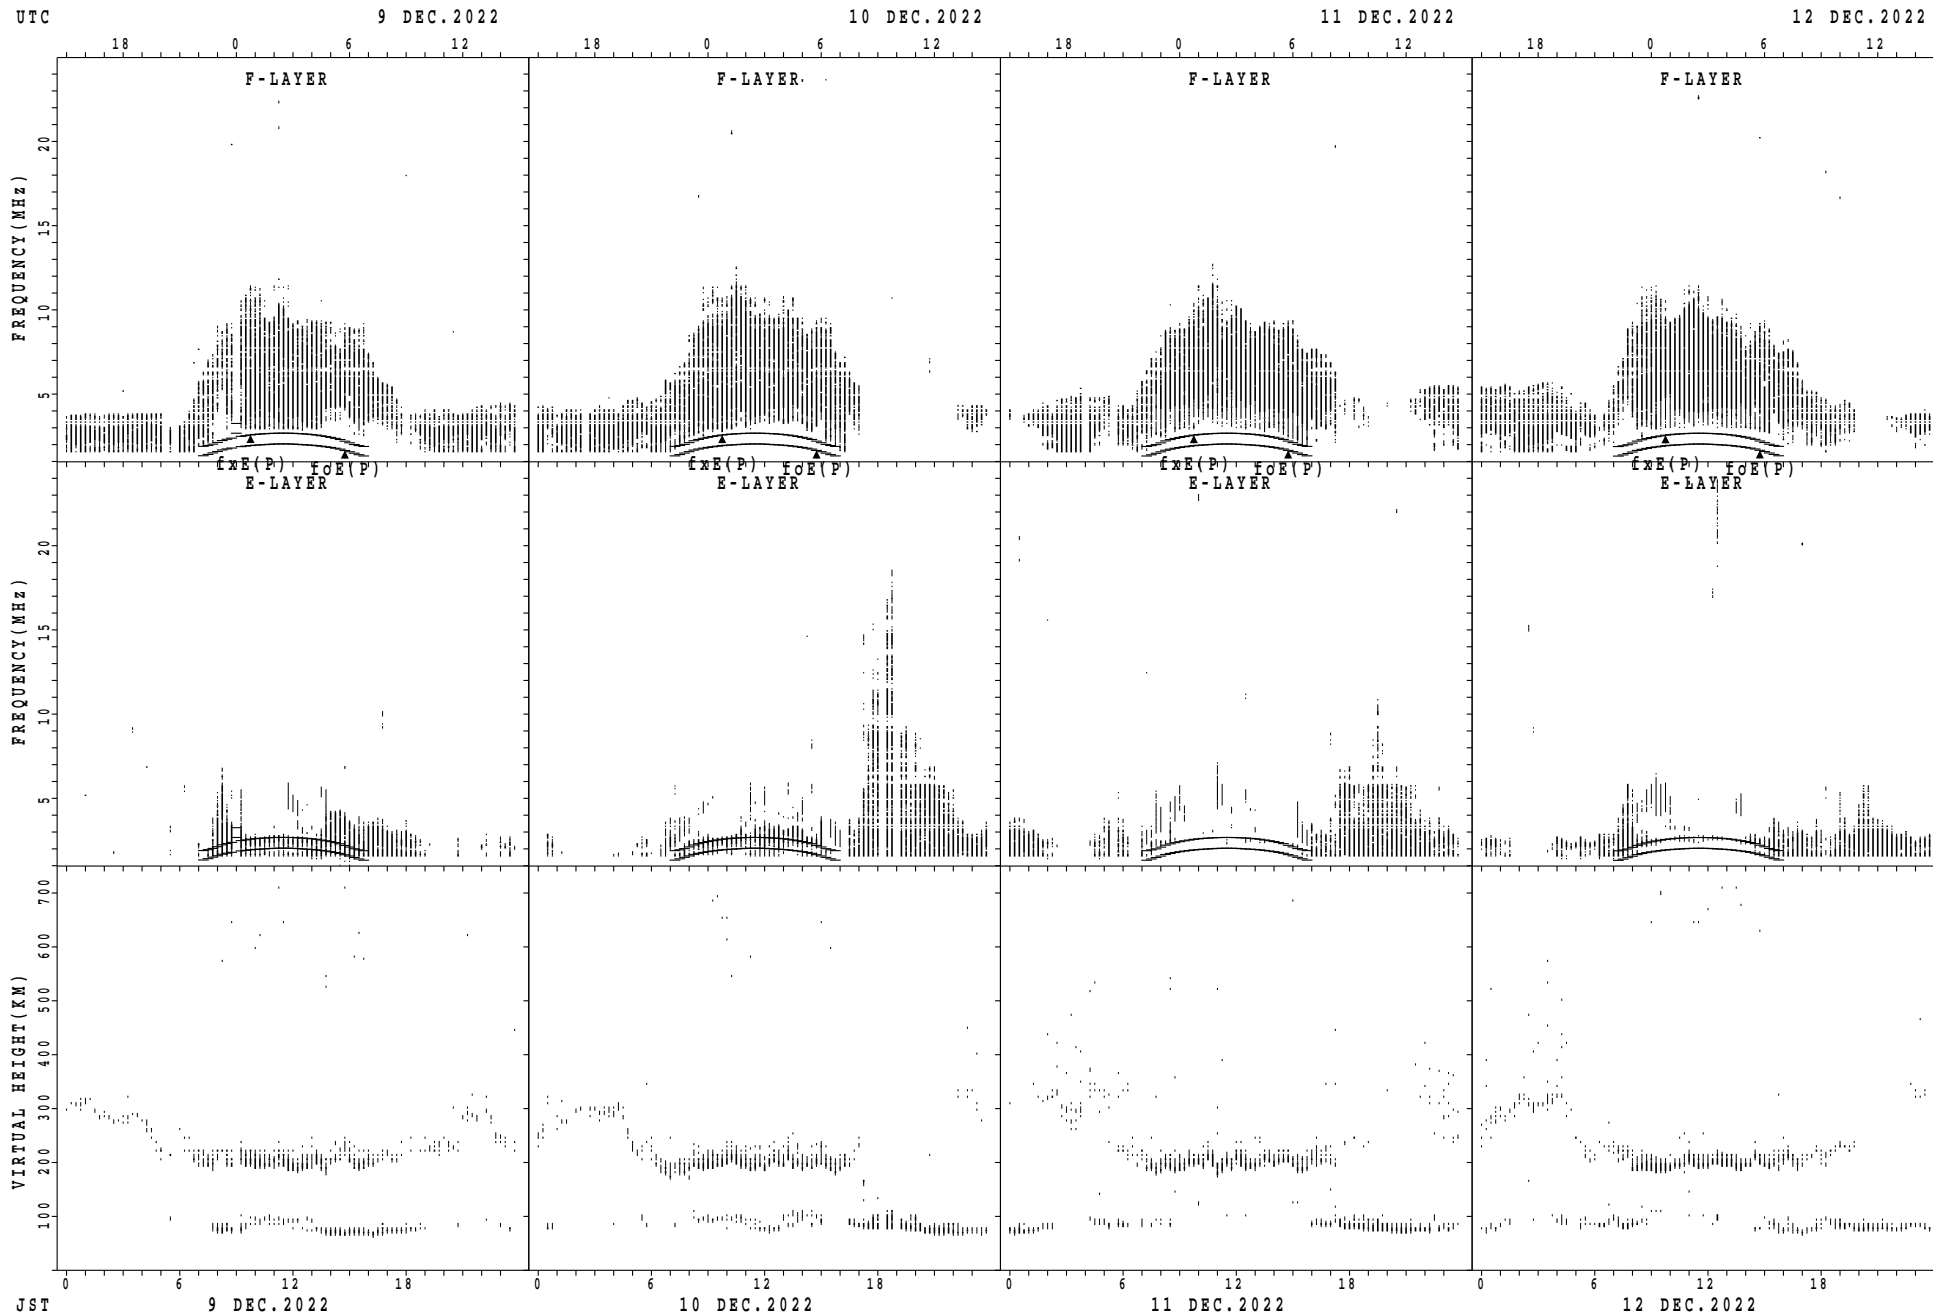 UTC 9 DEC.2022 10 DEC.2022 11 DEC.2022 12 DEC.2022
18 0 6 12 18 0 6 12 18 0 6 12 18 0 6 12
F-LAYER F-LAYER F-LAYER F-LAYER
FREQUENCY(MHz)
20
15
10
5
fxE(P) foE(P) fxE(P) foE(P) fxE(P) foE(P) fxE(P) foE(P)
E-LAYER E-LAYER E-LAYER E-LAYER
FREQUENCY(MHz)
20
15
10
5
VIRTUAL HEIGHT(KM)
700
600
500
400
300
200
100
0 6 12 18 0 6 12 18 0 6 12 18 0 6 12 18
JST 9 DEC.2022 10 DEC.2022 11 DEC.2022 12 DEC.2022